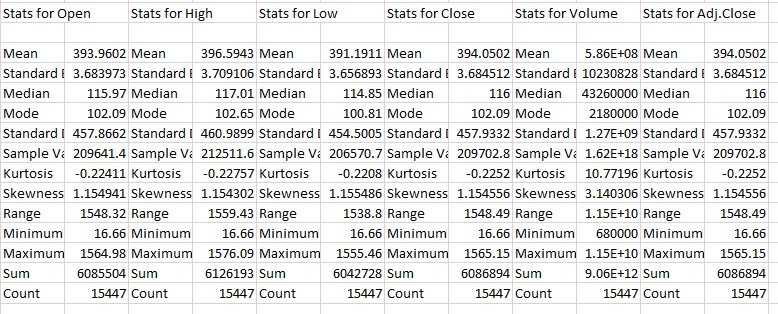 Stats for Open Stats for High Stats for Low Stats for Close Stats for Volume Stats for Adj.Close
Mean 393.9602 Mean 396.5943 Mean 391.1911 Mean 394.0502 Mean 5.86E+08 Mean 394.0502
Standard E 3.683973 Standard E 3.709106 Standard E 3.656893 Standard E 3.684512 Standard E 10230828 Standard E 3.684512
Median 115.97 Median 117.01 Median 114.85 Median 116 Median 43260000 Median 116
Mode 102.09 Mode 102.65 Mode 100.81 Mode 102.09 Mode 2180000 Mode 102.09
Standard D 457.8662 Standard D 460.9899 Standard D 454.5005 Standard D 457.9332 Standard D 1.27E+09 Standard D 457.9332
Sample Va 209641.4 Sample Va 212511.6 Sample Va 206570.7 Sample Va 209702.8 Sample Va 1.62E+18 Sample Va 209702.8
Kurtosis -0.22411 Kurtosis -0.22757 Kurtosis -0.2208 Kurtosis -0.2252 Kurtosis 10.77196 Kurtosis -0.2252
Skewness 1.154941 Skewness 1.154302 Skewness 1.155486 Skewness 1.154556 Skewness 3.140306 Skewness 1.154556
Range 1548.32 Range 1559.43 Range 1538.8 Range 1548.49 Range 1.15E+10 Range 1548.49
Minimum 16.66 Minimum 16.66 Minimum 16.66 Minimum 16.66 Minimum 680000 Minimum 16.66
Maximum 1564.98 Maximum 1576.09 Maximum 1555.46 Maximum 1565.15 Maximum 1.15E+10 Maximum 1565.15
Sum 6085504 Sum 6126193 Sum 6042728 Sum 6086894 Sum 9.06E+12 Sum 6086894
Count 15447 Count 15447 Count 15447 Count 15447 Count 15447 Count 15447